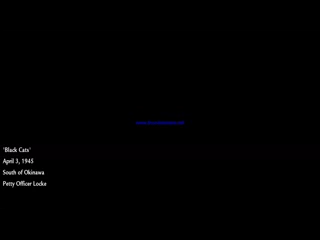 'Black Cats'
April 3, 1945
South of Okinawa
Petty Officer Locke